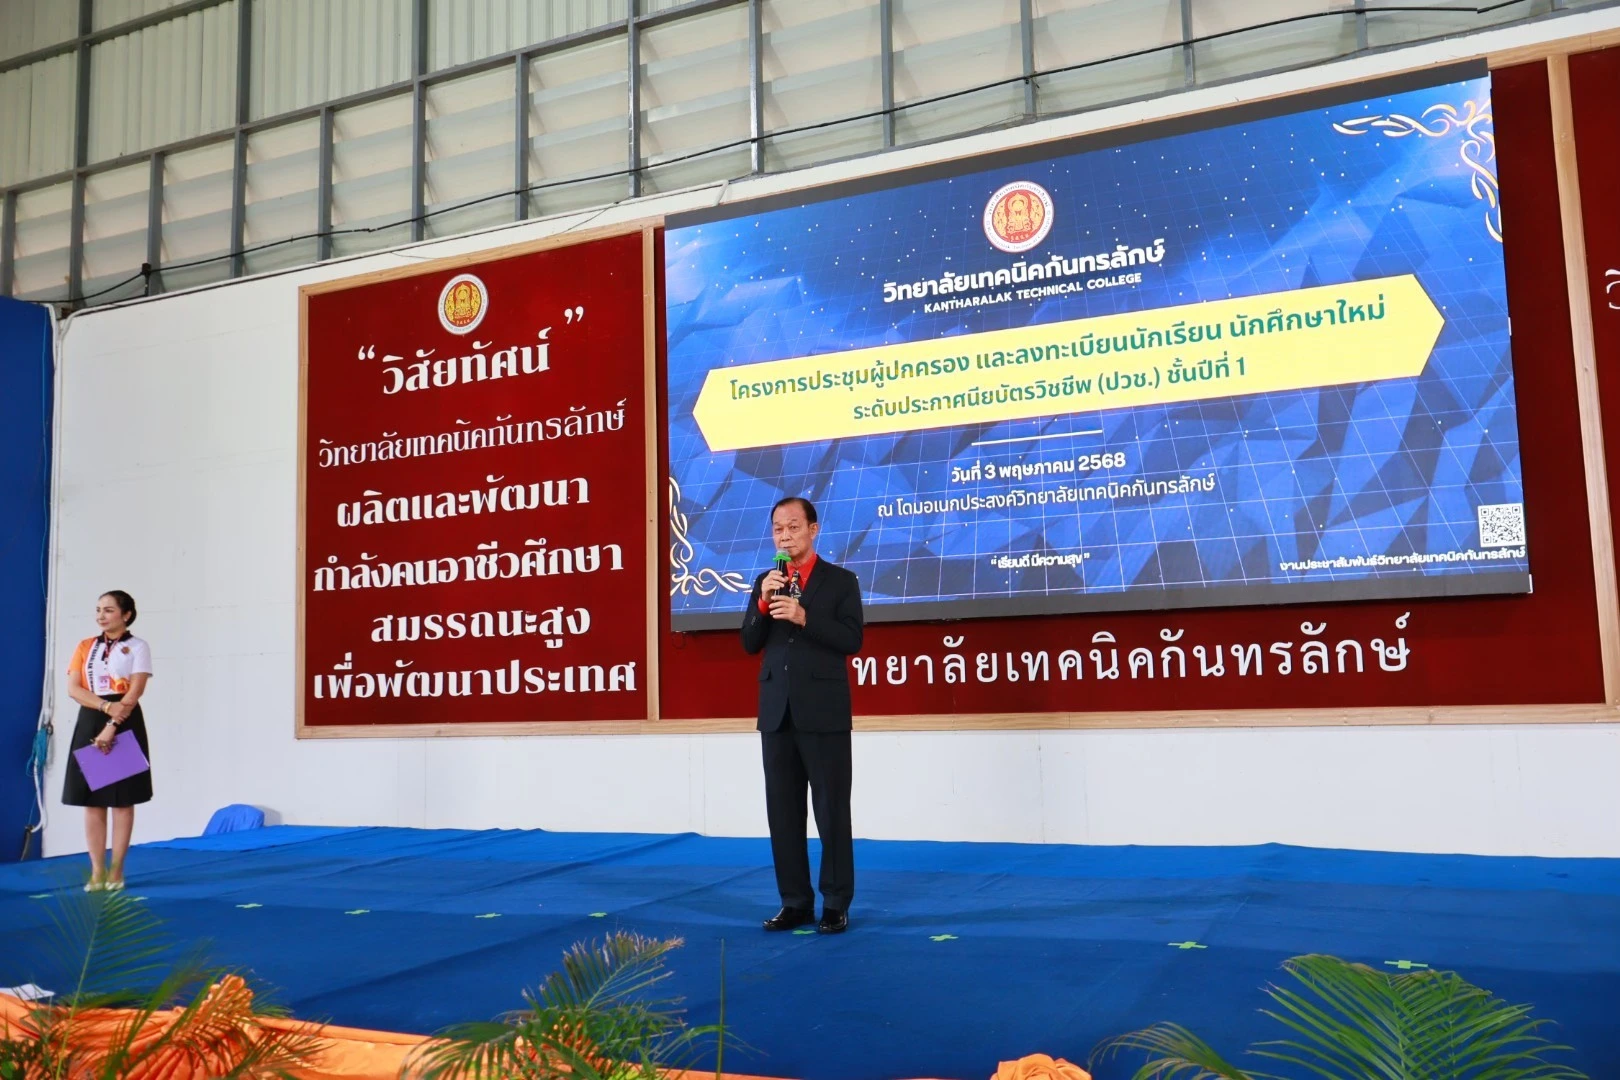 “ วิสัยทัศน์ ”
วิทยาลัยเทคนิคกันทรลักษ์
ผลิตและพัฒนา
กำลังคนอาชีวศึกษา
สมรรถนะสูง
เพื่อพัฒนาประเทศ
วิทยาลัยเทคนิคกันทรลักษ์
KANTHARALAK TECHNICAL COLLEGE
โครงการประชุมผู้ปกครอง และลงทะเบียนนักเรียน นักศึกษาใหม่
ระดับประกาศนียบัตรวิชชีพ (ปวช.) ชั้นปีที่ 1
วันที่ 3 พฤษภาคม 2568
ณ โดมอเนกประสงค์วิทยาลัยเทคนิคกันทรลักษ์
“ เรียนดี มีความสุข ”
งานประชาสัมพันธ์วิทยาลัยเทคนิคกันทรลักษ์
ทยาลัยเทคนิคกันทรลักษ์